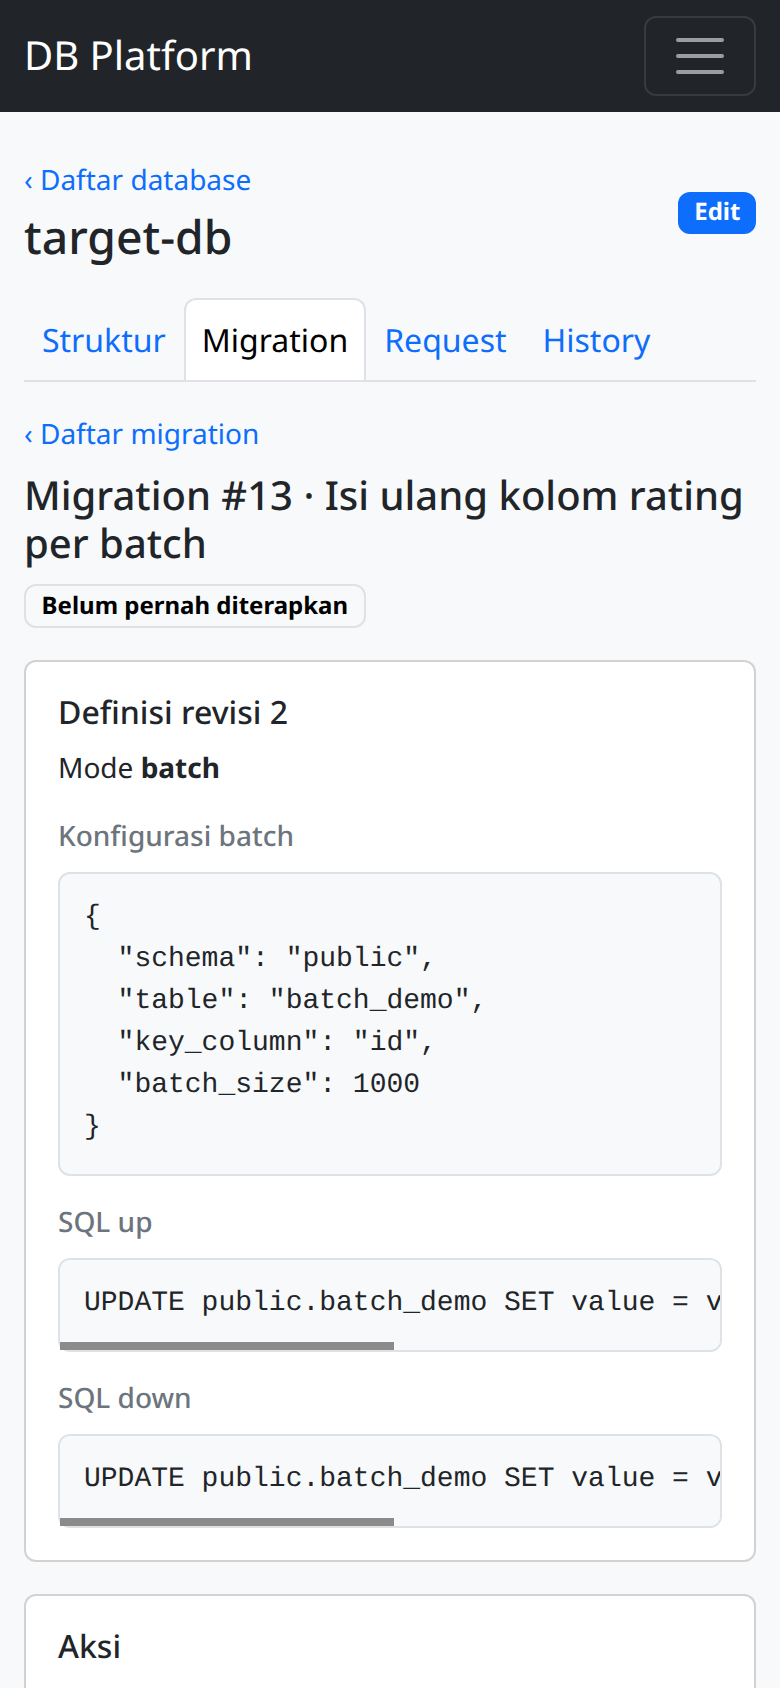 DB Platform
‹ Daftar database
target-db
Edit
Struktur
Migration
Request
History
‹ Daftar migration
Migration #13 · Isi ulang kolom rating
per batch
Belum pernah diterapkan
Definisi revisi 2
Mode batch
Konfigurasi batch
{
  "schema": "public",
  "table": "batch_demo",
  "key_column": "id",
  "batch_size": 1000
}
SQL up
UPDATE public.batch_demo SET value = v
SQL down
UPDATE public.batch_demo SET value = v
Aksi